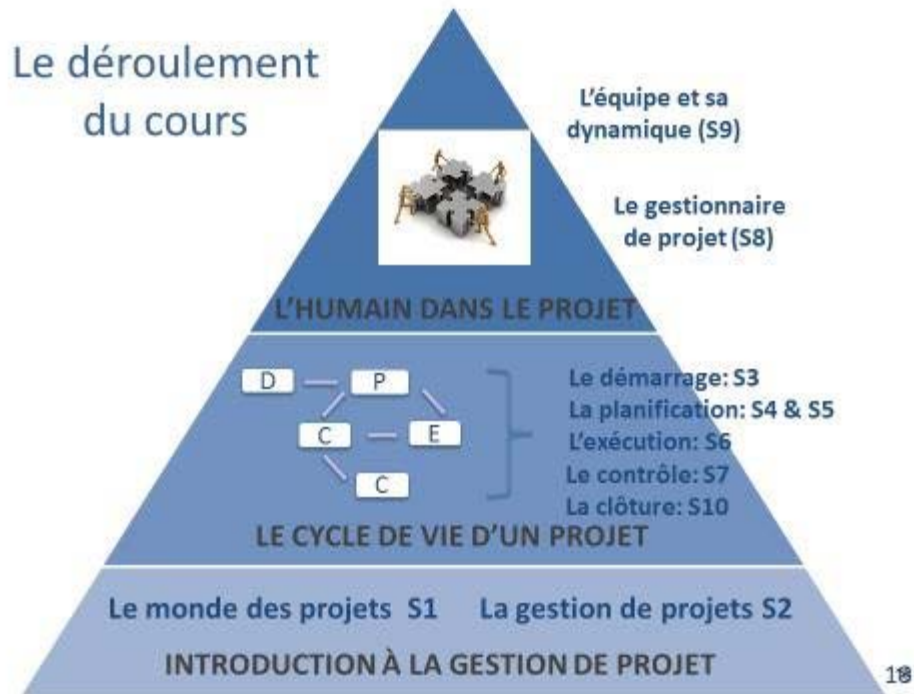 Le déroulement
du cours
L'équipe et sa
dynamique (S9)
Le gestionnaire
de projet (S8)
L'HUMAIN DANS LE PROJET
D
P
C
E
C
Le démarrage: S3
La planification: S4 & S5
L'exécution: S6
Le contrôle: S7
La clôture: S10
LE CYCLE DE VIE D'UN PROJET
Le monde des projets S1
La gestion de projets S2
INTRODUCTION À LA GESTION DE PROJET